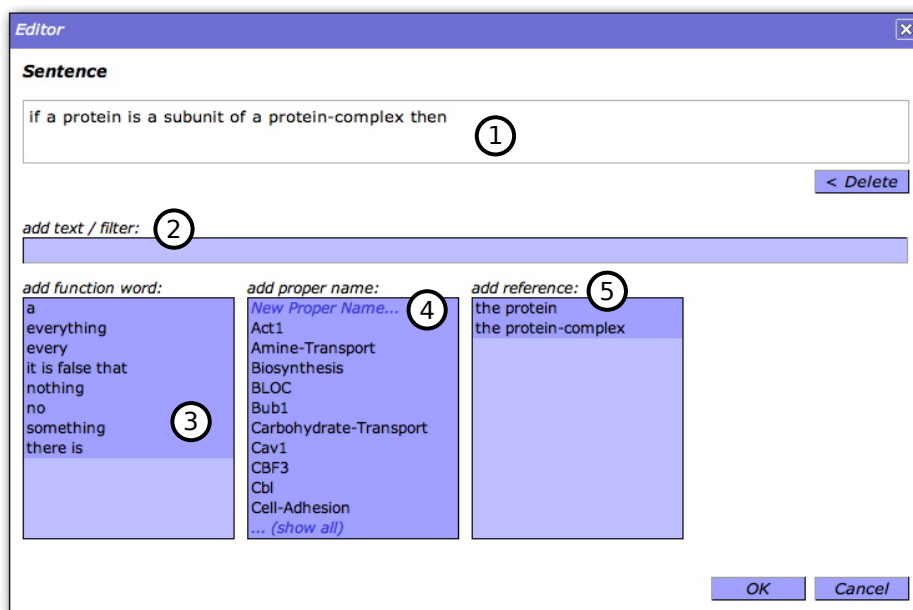 Editor
Sentence
if a protein is a subunit of a protein-complex then
1
< Delete
add text / filter:
2
add function word:
a
everything
every
it is false that
nothing
no
something
there is
3
add proper name:
New Proper Name...
4
Act1
Amine-Transport
Biosynthesis
BLOC
Bub1
Carbohydrate-Transport
Cav1
CBF3
Cbl
Cell-Adhesion
... (show all)
add reference:
5
the protein
the protein-complex
OK
Cancel